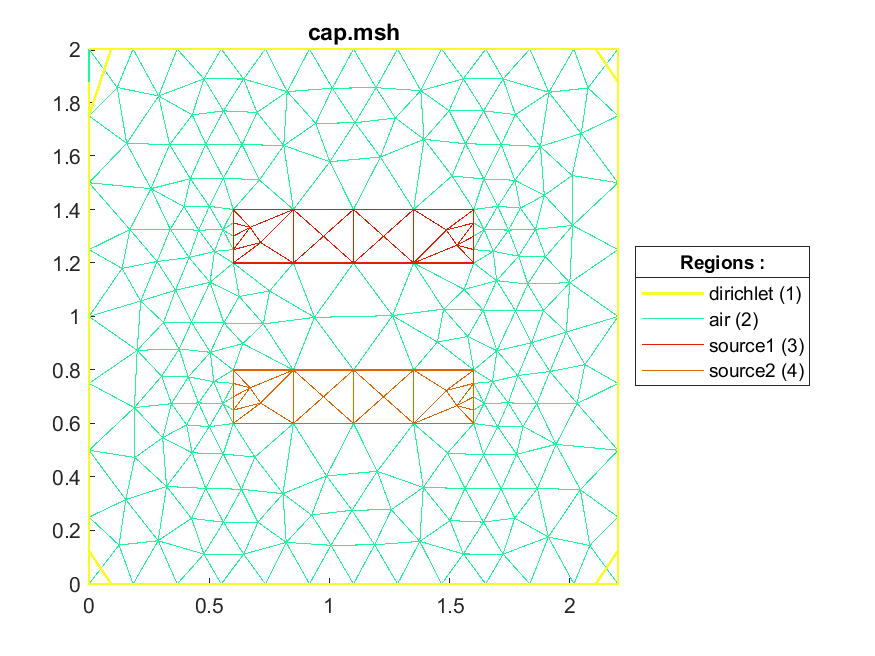 cap.msh
2
1.8
1.6
1.4
1.2
1
0.8
0.6
0.4
0.2
0
0 0.5 1 1.5 2
Regions :
dirichlet (1)
air (2)
source1 (3)
source2 (4)